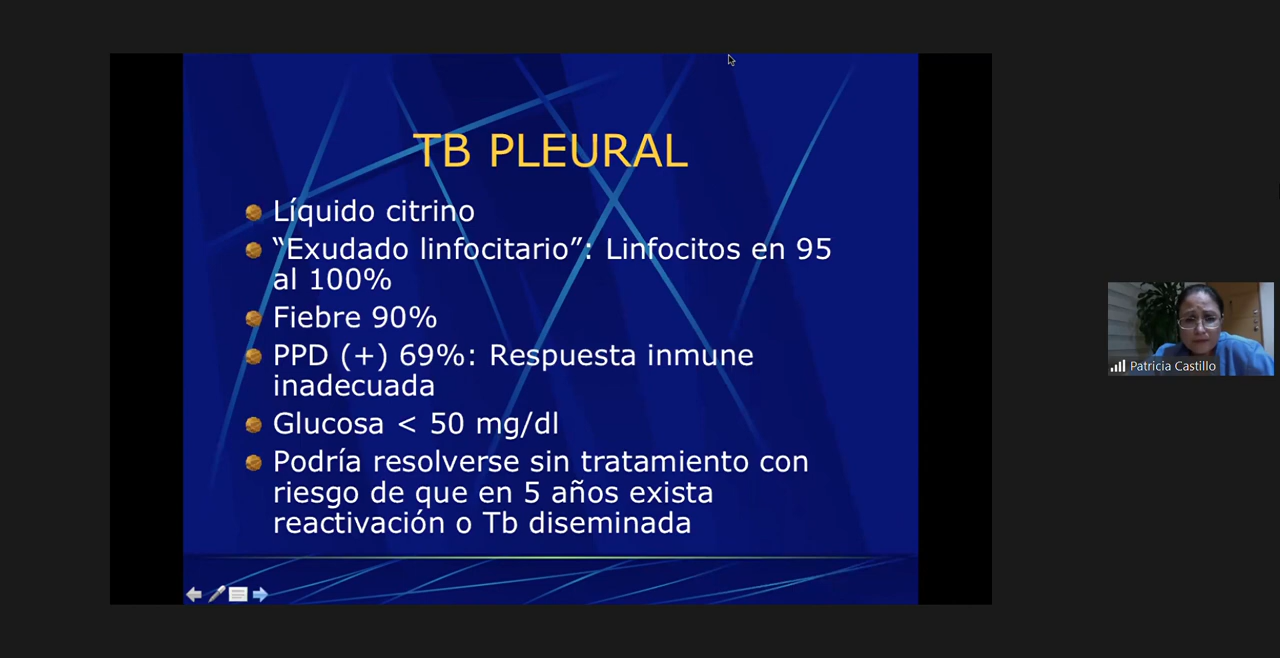 TB PLEURAL
Líquido citrino
“Exudado linfocitario”: Linfocitos en 95
al 100%
Fiebre 90%
PPD (+) 69%: Respuesta inmune
inadecuada
Glucosa < 50 mg/dl
Podría resolverse sin tratamiento con
riesgo de que en 5 años exista
reactivación o Tb diseminada
Patricia Castillo